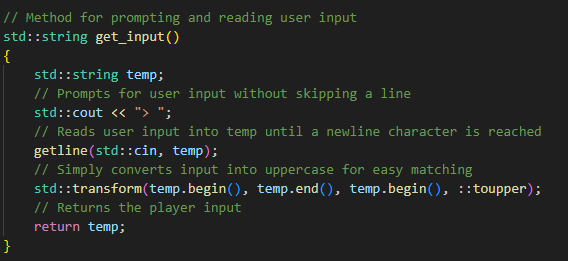 // Method for prompting and reading user input
std::string get_input()
{
    std::string temp;
    // Prompts for user input without skipping a line
    std::cout << "> ";
    // Reads user input into temp until a newline character is reached
    getline(std::cin, temp);
    // Simply converts input into uppercase for easy matching
    std::transform(temp.begin(), temp.end(), temp.begin(), ::toupper);
    // Returns the player input
    return temp;
}